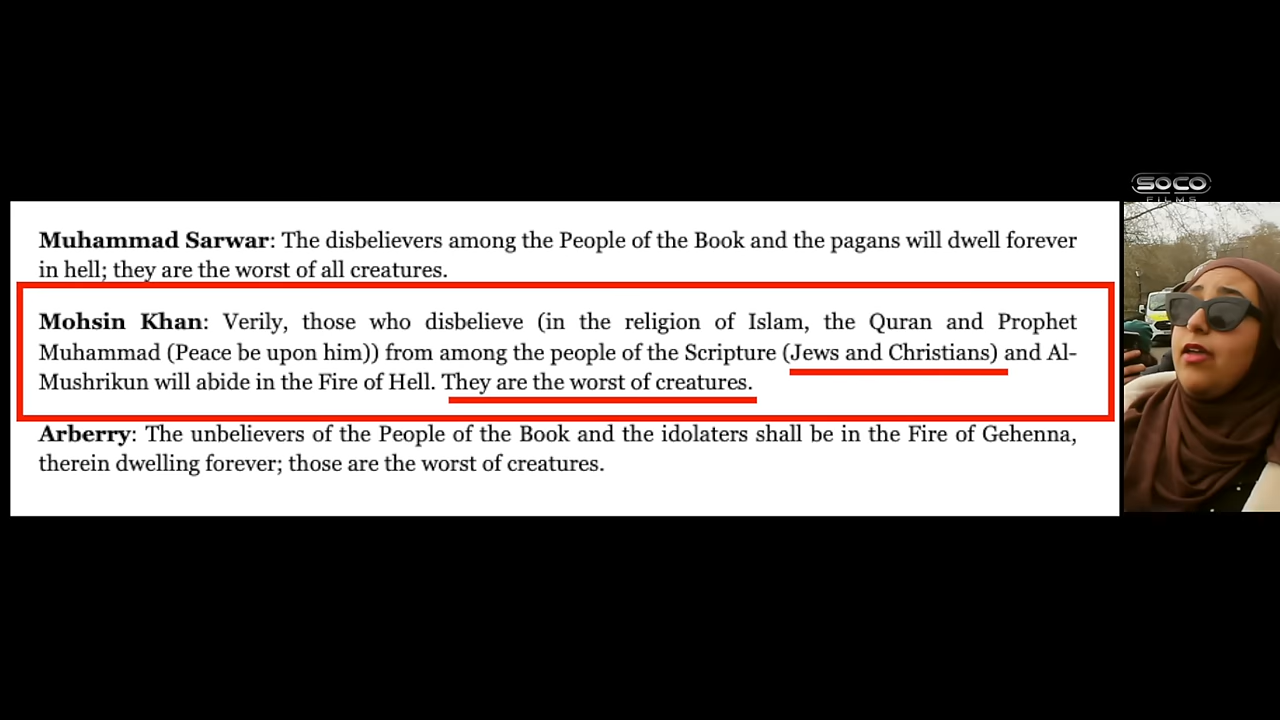 SOCO
FILMS
Muhammad Sarwar: The disbelievers among the People of the Book and the pagans will dwell forever
in hell; they are the worst of all creatures.
Mohsin Khan: Verily, those who disbelieve (in the religion of Islam, the Quran and Prophet
Muhammad (Peace be upon him)) from among the people of the Scripture (Jews and Christians) and Al-
Mushrikun will abide in the Fire of Hell. They are the worst of creatures.
Arberry: The unbelievers of the People of the Book and the idolaters shall be in the Fire of Gehenna,
therein dwelling forever; those are the worst of creatures.